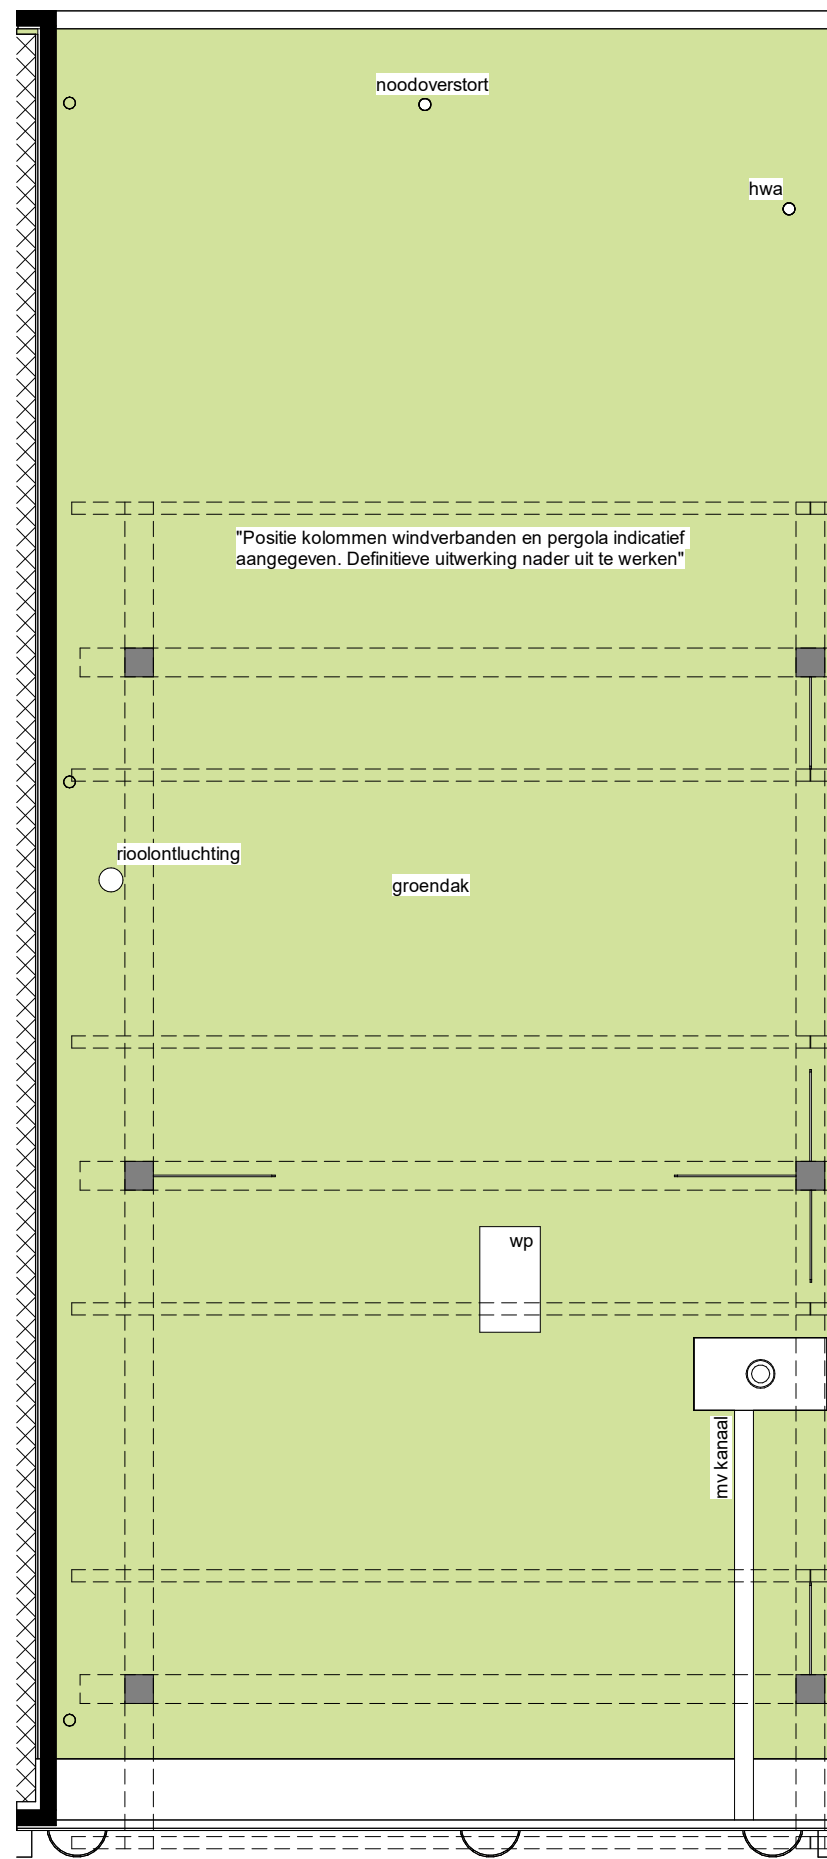 noodoverstort
hwa
"Positie kolommen windverbanden en pergola indicatief
aangegeven. Definitieve uitwerking nader uit te werken"
rioolontluchting
groendak
wp
mv kanaal